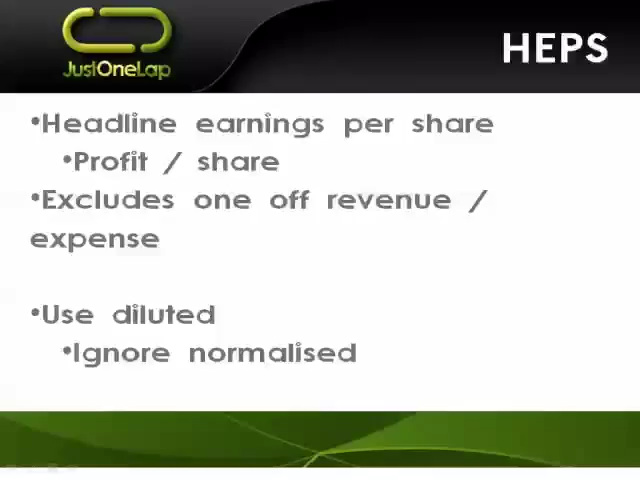 JustOneLap
HEPS
•Headline earnings per share
•Profit / share
•Excludes one off revenue /
expense
•Use diluted
•Ignore normalised